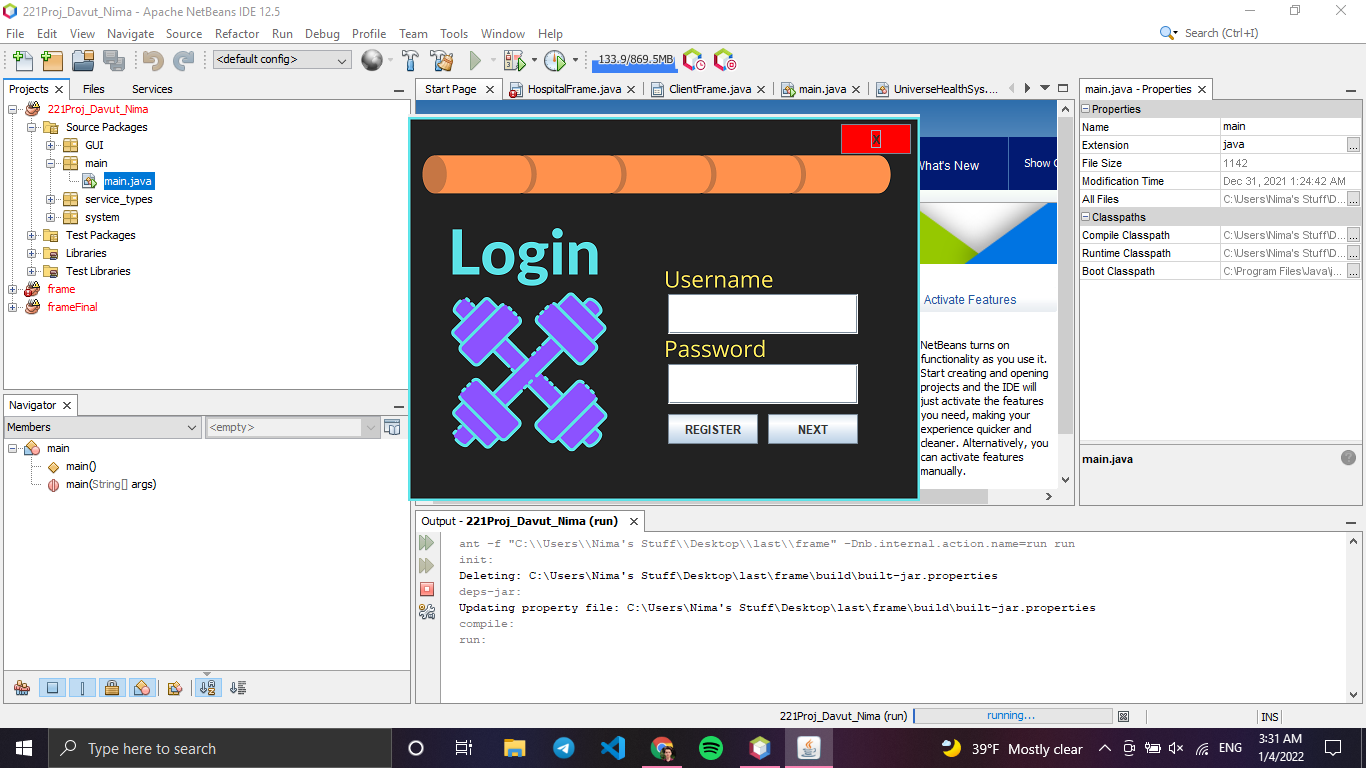 221Proj_Davut_Nima - Apache NetBeans IDE 12.5
File Edit View Navigate Source Refactor Run Debug Profile Team Tools Window Help
Search (Ctrl+I)
<default config>
133.9/869.5MB
Projects Files Services
221Proj_Davut_Nima
Source Packages
GUI
main
main.java
service_types
system
Test Packages
Libraries
Test Libraries
frame
frameFinal
Navigator
Members
<empty>
main
main()
main(String[] args)
Start Page HospitalFrame.java ClientFrame.java main.java UniverseHealthSys....
What's New
Show
Activate Features
NetBeans turns on
functionality as you use it.
Start creating and opening
projects and the IDE will
just activate the features
you need, making your
experience quicker and
cleaner. Alternatively, you
can activate features
manually.
X
Login
Username
Password
REGISTER NEXT
main.java - Properties
Properties
Name main
Extension java
File Size 1142
Modification Time Dec 31, 2021 1:24:42 AM
All Files C:\Users\Nima's Stuff\D...
Classpaths
Compile Classpath C:\Users\Nima's Stuff\D...
Runtime Classpath C:\Users\Nima's Stuff\D...
Boot Classpath C:\Program Files\Java\j...
main.java
Output - 221Proj_Davut_Nima (run)
ant -f "C:\\Users\\Nima's Stuff\\Desktop\\last\\frame" -Dnb.internal.action.name=run run
init:
Deleting: C:\Users\Nima's Stuff\Desktop\last\frame\build\built-jar.properties
deps-jar:
Updating property file: C:\Users\Nima's Stuff\Desktop\last\frame\build\built-jar.properties
compile:
run:
221Proj_Davut_Nima (run) running... INS
Type here to search
39°F Mostly clear
ENG
3:31 AM
1/4/2022